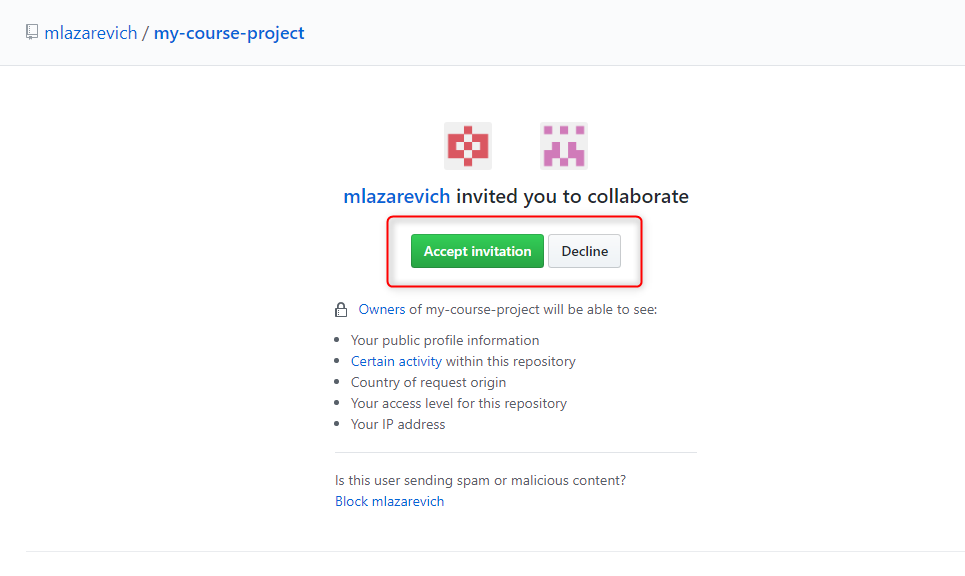 mlazarevich / my-course-project
mlazarevich invited you to collaborate
Accept invitation Decline
Owners of my-course-project will be able to see:
Your public profile information
Certain activity within this repository
Country of request origin
Your access level for this repository
Your IP address
Is this user sending spam or malicious content?
Block mlazarevich